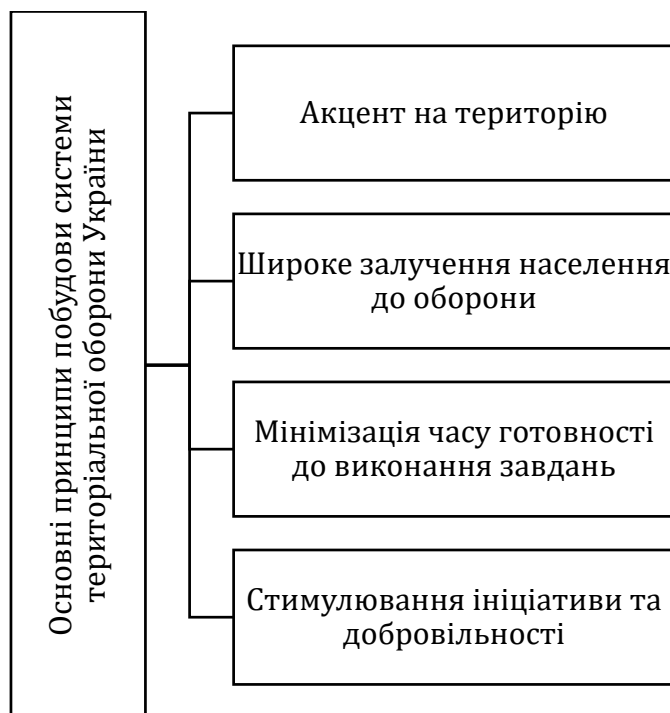 Основні принципи побудови системи
територіальної оборони України
Акцент на територію
Широке залучення населення
до оборони
Мінімізація часу готовності
до виконання завдань
Стимулювання ініціативи та
добровільності